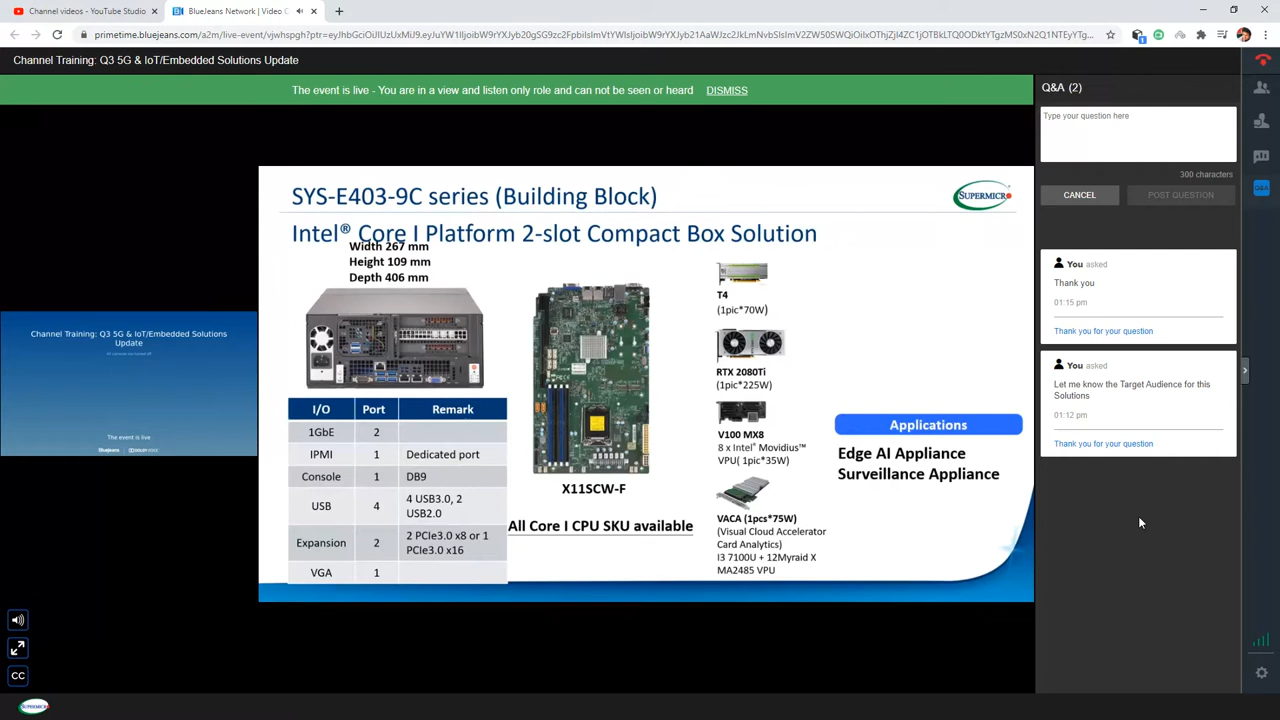 Channel videos - YouTube Studio
BlueJeans Network | Video C
Channel Training: Q3 5G & IoT/Embedded Solutions Update
The event is live - You are in a view and listen only role and can not be seen or heard DISMISS
Channel Training: Q3 5G & IoT/Embedded Solutions
Update
The event is live
BlueJeans DOLBY VOICE
SYS-E403-9C series (Building Block)
SUPERMICR
Intel® Core I Platform 2-slot Compact Box Solution
Width 267 mm
Height 109 mm
Depth 406 mm
I/O Port Remark
1GbE 2
IPMI 1 Dedicated port
Console 1 DB9
USB 4 4 USB3.0, 2
USB2.0
Expansion 2 2 PCIe3.0 x8 or 1
PCIe3.0 x16
VGA 1
X11SCW-F
All Core I CPU SKU available
T4
(1pic*70W)
RTX 2080Ti
(1pic*225W)
V100 MX8
8 x Intel® Movidius™
VPU( 1pic*35W)
VACA (1pcs*75W)
(Visual Cloud Accelerator
Card Analytics)
I3 7100U + 12Myraid X
MA2485 VPU
Applications
Edge AI Appliance
Surveillance Appliance
Q&A (2)
Type your question here
300 characters
CANCEL
POST QUESTION
You asked
Thank you
01:15 pm
Thank you for your question
You asked
Let me know the Target Audience for this
Solutions
01:12 pm
Thank you for your question
Q&A
CC
SUPERMICR